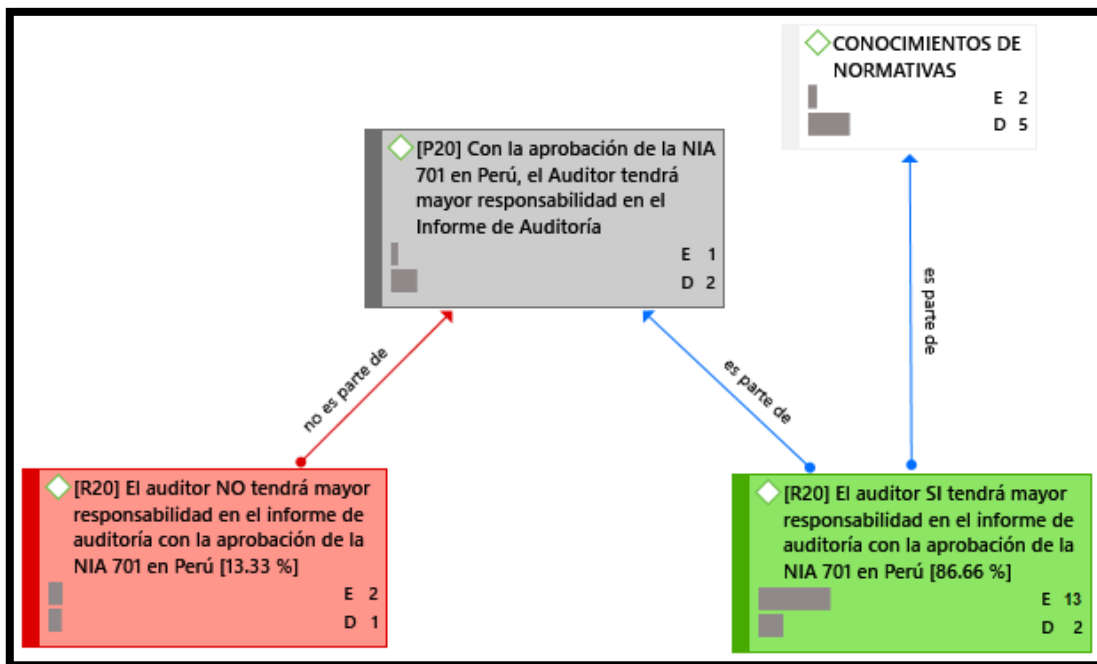 CONOCIMIENTOS DE
NORMATIVAS
E 2
D 5
[P20] Con la aprobación de la NIA
701 en Perú, el Auditor tendrá
mayor responsabilidad en el
Informe de Auditoría
E 1
D 2
no es parte de
es parte de
es parte de
[R20] El auditor NO tendrá mayor
responsabilidad en el informe de
auditoría con la aprobación de la
NIA 701 en Perú [13.33 %]
E 2
D 1
[R20] El auditor SI tendrá mayor
responsabilidad en el informe de
auditoría con la aprobación de la
NIA 701 en Perú [86.66 %]
E 13
D 2